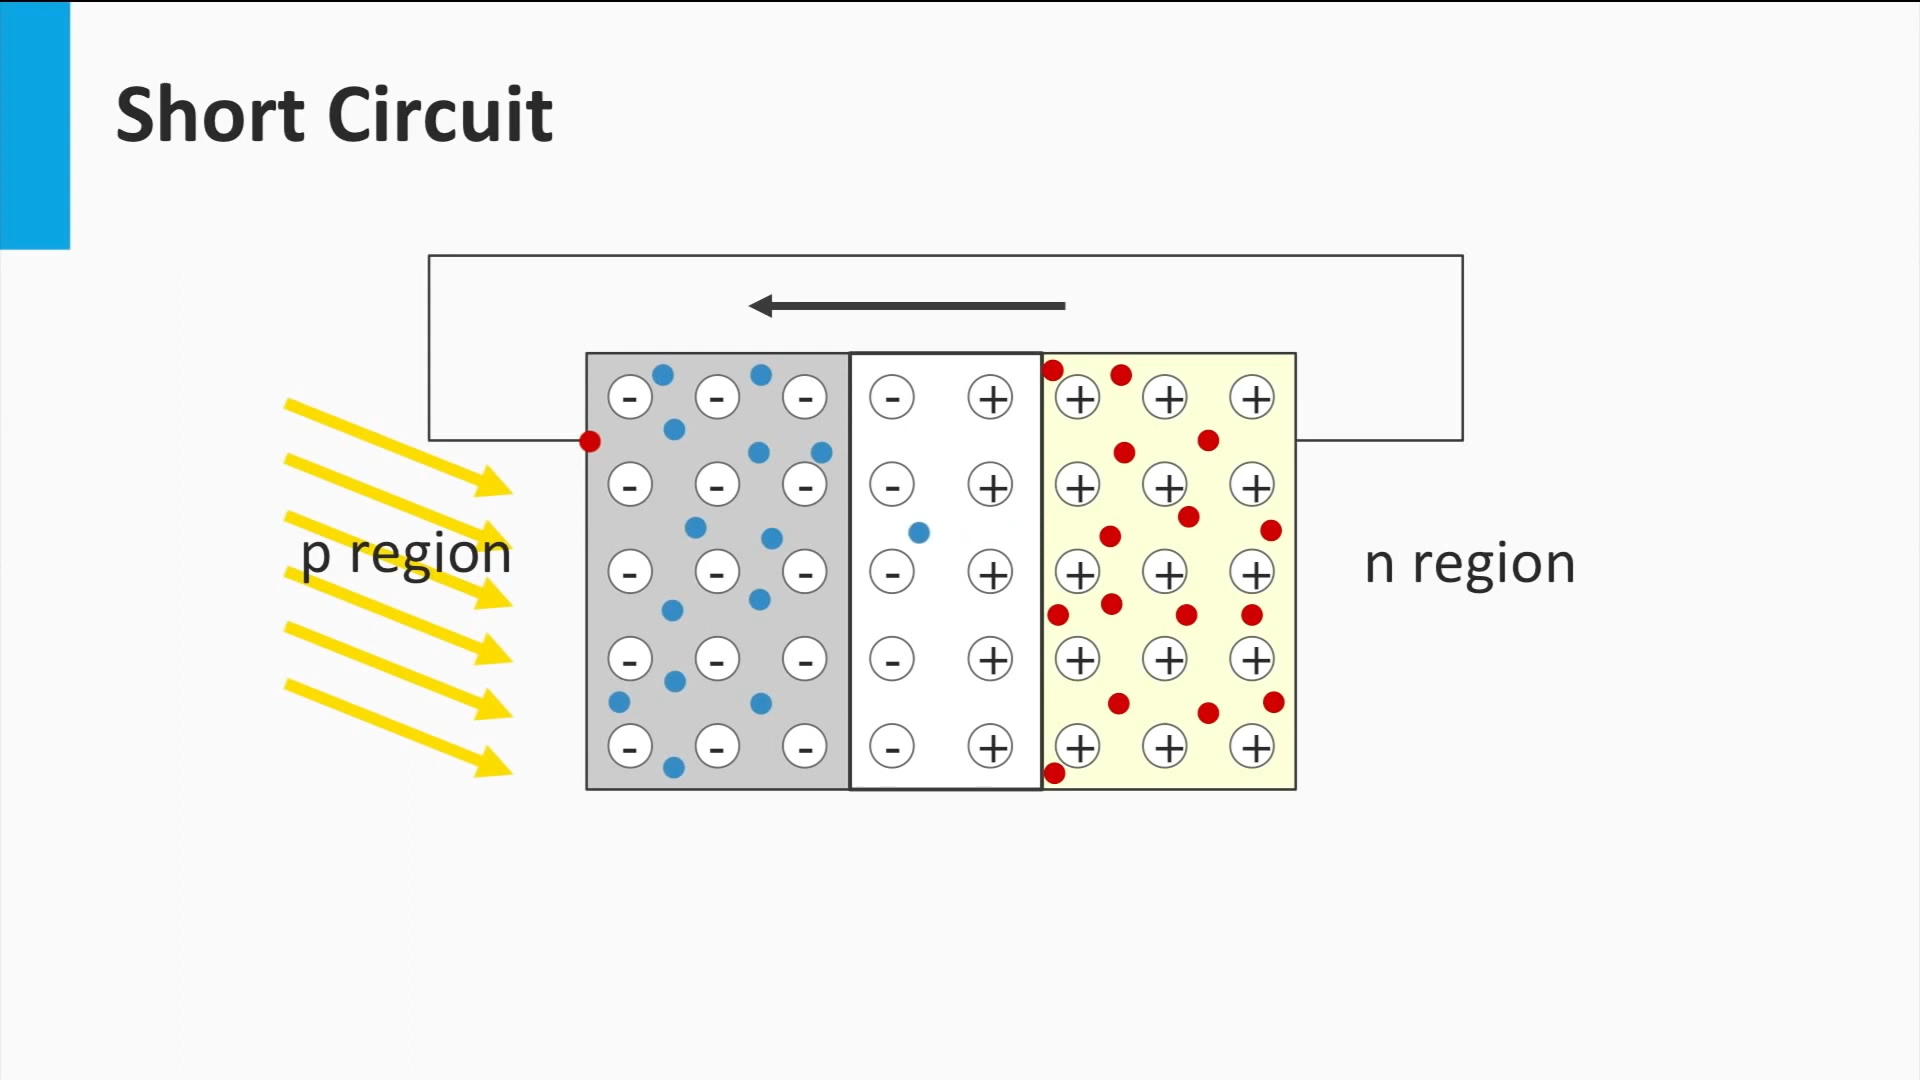 Short Circuit
- - - - + + + +
- - - - + + + +
p region
n region
- - - - + + + +
- - - - + + + +
- - - - + + + +